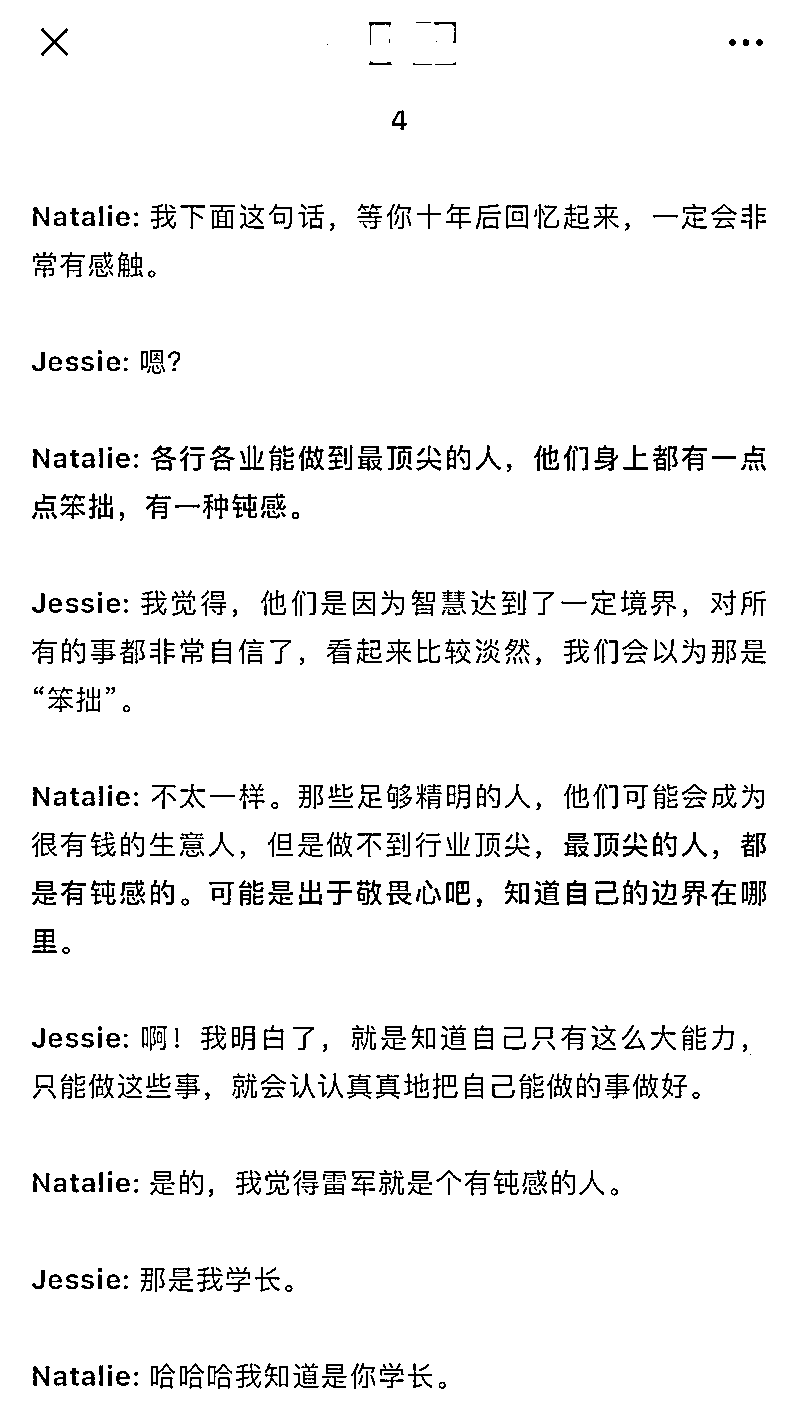 4
Natalie: 我下面这句话，等你十年后回忆起来，一定会非
常有感触。
Jessie: 嗯？
Natalie: 各行各业能做到最顶尖的人，他们身上都有一点
点笨拙，有一种钝感。
Jessie: 我觉得，他们是因为智慧达到了一定境界，对所
有的事都非常自信了，看起来比较淡然，我们会以为那是
“笨拙”。
Natalie: 不太一样。那些足够精明的人，他们可能会成为
很有钱的生意人，但是做不到行业顶尖，最顶尖的人，都
是有钝感的。可能是出于敬畏心吧，知道自己的边界在哪
里。
Jessie: 啊！我明白了，就是知道自己只有这么大能力，
只能做这些事，就会认认真真地把自己能做的事做好。
Natalie: 是的，我觉得雷军就是个有钝感的人。
Jessie: 那是我学长。
Natalie: 哈哈哈我知道是你学长。